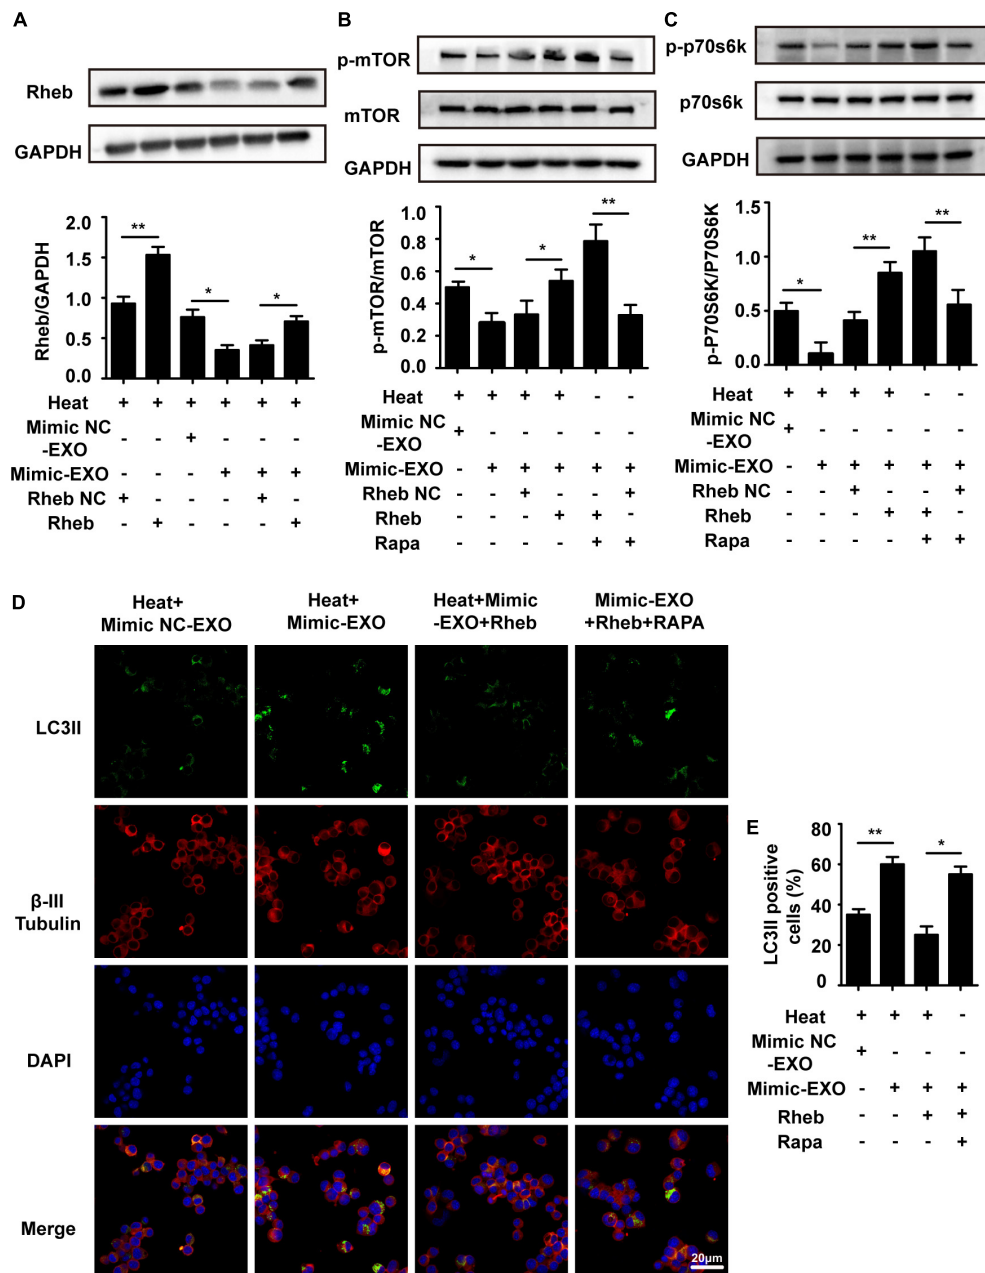 A
Rheb
GAPDH
Rheb/GAPDH
2.0
1.5
1.0
0.5
0.0
** * *
Heat + + + + + +
Mimic NC
-EXO - - + - - -
Mimic-EXO - - - + + +
Rheb NC + - - - + -
Rheb - + - - - +
B
p-mTOR
mTOR
GAPDH
p-mTOR/mTOR
1.0
0.8
0.6
0.4
0.2
0.0
* * **
Heat + + + + - -
Mimic NC
-EXO + - - - - -
Mimic-EXO - + + + + +
Rheb NC - - + - - +
Rheb - - - + + -
Rapa - - - - + +
C
p-p70s6k
p70s6k
GAPDH
p-P70S6K/P70S6K
1.5
1.0
0.5
0.0
* ** **
Heat + + + + - -
Mimic NC
-EXO + - - - - -
Mimic-EXO - + + + + +
Rheb NC - - + - - +
Rheb - - - + + -
Rapa - - - - + +
D
Heat+
Mimic NC-EXO
Heat+
Mimic-EXO
Heat+Mimic
-EXO+Rheb
Mimic-EXO
+Rheb+RAPA
LC3II
β-III
Tubulin
DAPI
Merge
20μm
E
LC3II positive
cells (%)
80
60
40
20
0
** *
Heat + + + -
Mimic NC
-EXO + - - -
Mimic-EXO - + + +
Rheb - - + +
Rapa - - - +